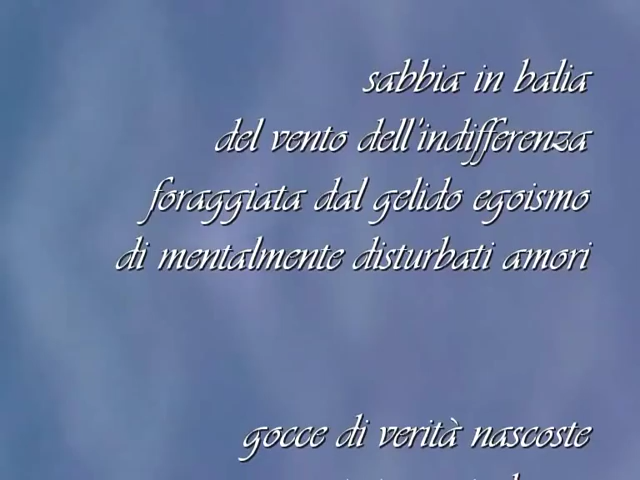 sabbia in balia
del vento dell'indifferenza
foraggiata dal gelido egoismo
di mentalmente disturbati amori
gocce di verità nascoste